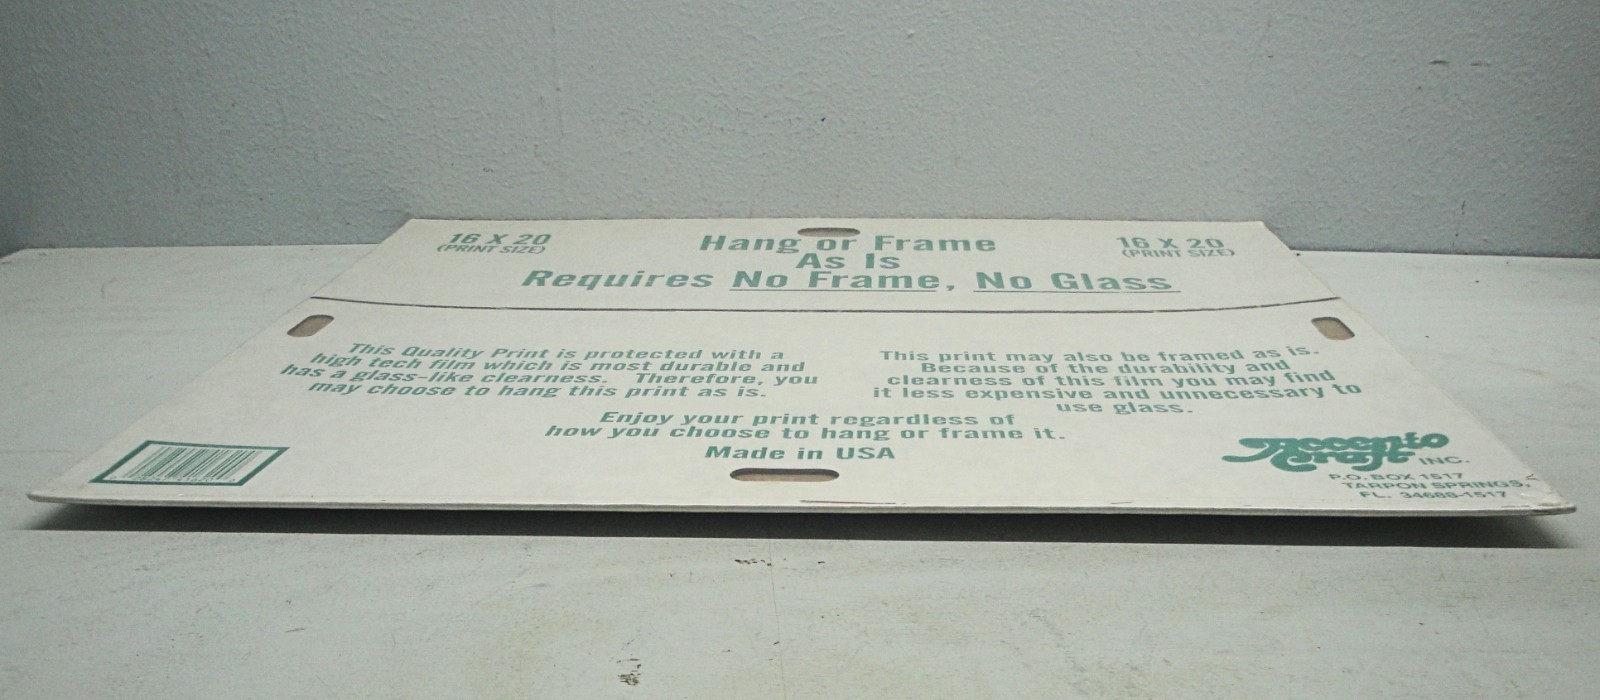 16 X 20
(PRINT SIZE)
Hang or Frame
As Is
Requires No Frame, No Glass
16 X 20
(PRINT SIZE)
This Quality Print is protected with a
high tech film which is most durable and
has a glass-like clearness. Therefore, you
may choose to hang this print as is.
This print may also be framed as is.
Because of the durability and
clearness of this film you may find
it less expensive and unnecessary to
use glass.
Enjoy your print regardless of
how you choose to hang or frame it.
Made in USA
Craft INC.
P.O. BOX 1517
TARPON SPRINGS,
FL. 34688-1517